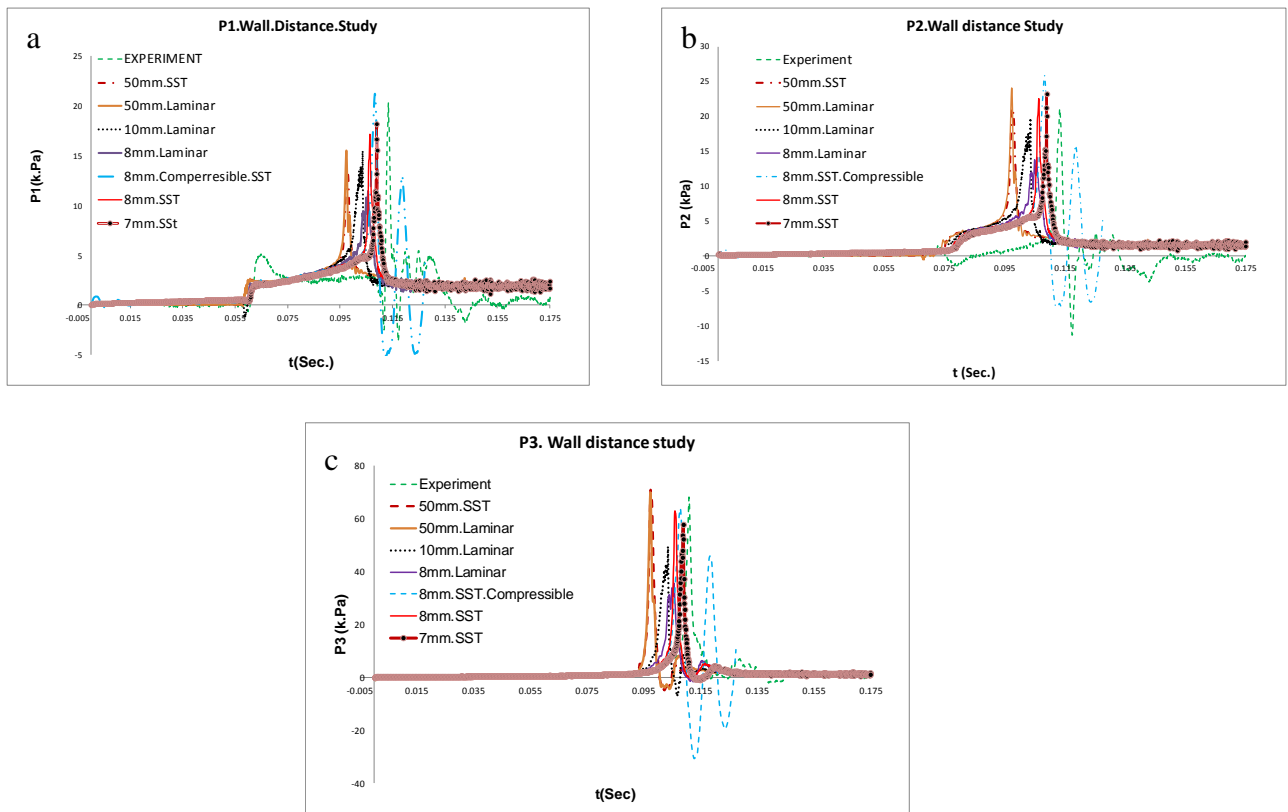 a
P1.Wall.Distance.Study
EXPERIMENT
50mm.SST
50mm.Laminar
10mm.Laminar
8mm.Laminar
8mm.Comperresible.SST
8mm.SST
7mm.SSt
P1(k.Pa)
25
20
15
10
5
0
-5
-0.005 0.015 0.035 0.055 0.075 0.095 0.115 0.135 0.155 0.175
t(Sec.)
b
P2.Wall distance Study
Experiment
50mm.SST
50mm.Laminar
10mm.Laminar
8mm.Laminar
8mm.SST.Compressible
8mm.SST
7mm.SST
P2 (kPa)
30
25
20
15
10
5
0
-5
-10
-15
-0.005 0.015 0.035 0.055 0.075 0.095 0.115 0.135 0.155 0.175
t (Sec.)
c
P3. Wall distance study
Experiment
50mm.SST
50mm.Laminar
10mm.Laminar
8mm.Laminar
8mm.SST.Compressible
8mm.SST
7mm.SST
P3 (k.Pa)
80
60
40
20
0
-20
-40
-0.005 0.015 0.035 0.055 0.075 0.095 0.115 0.135 0.155 0.175
t(Sec)